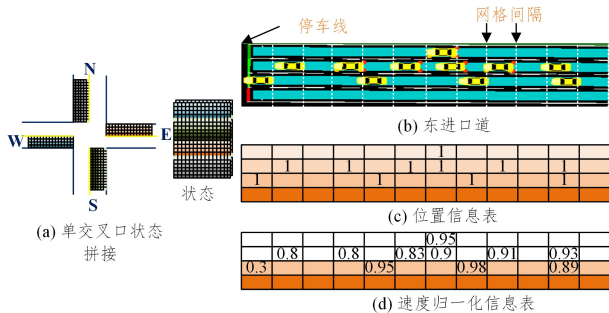 N
W
E
S
状态
(a) 单交叉口状态
拼接
停车线
网格间隔
(b) 东进口道
1
1 1 1 1 1
1 1 1 1
(c) 位置信息表
0.95
0.8 0.8 0.83 0.9 0.91 0.93
0.3 0.95 0.98 0.89
(d) 速度归一化信息表